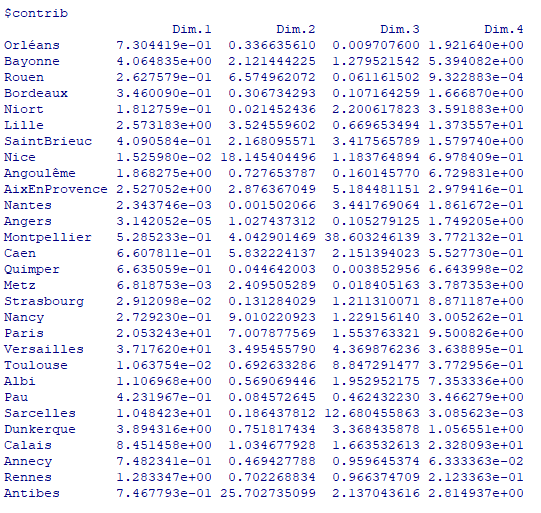 $contrib
Dim.1 Dim.2 Dim.3 Dim.4
Orléans 7.304419e-01 0.336635610 0.009707600 1.921640e+00
Bayonne 4.064835e+00 2.121444225 1.279521542 5.394082e+00
Rouen 2.627579e-01 6.574962072 0.061161502 9.322883e-04
Bordeaux 3.460090e-01 0.306734293 0.107164259 1.666870e+00
Niort 1.812759e-01 0.021452436 2.200617823 3.591883e+00
Lille 2.573183e+00 3.524559602 0.669653494 1.373557e+01
SaintBrieuc 4.090584e-01 2.168095571 3.417565789 1.579740e+00
Nice 1.525980e-02 18.145404496 1.183764894 6.978409e-01
Angoulême 1.868275e+00 0.727653787 0.160145770 6.729831e+00
AixEnProvence 2.527052e+00 2.876367049 5.184481151 2.979416e-01
Nantes 2.343746e-03 0.001502066 3.441769064 1.861672e-01
Angers 3.142052e-05 1.027437312 0.105279125 1.749205e+00
Montpellier 5.285233e-01 4.042901469 38.603246139 3.772132e-01
Caen 6.607811e-01 5.832224137 2.151394023 5.527730e-01
Quimper 6.635059e-01 0.044642003 0.003852956 6.643998e-02
Metz 6.818753e-03 2.409505289 0.018405163 3.787353e+00
Strasbourg 2.912098e-02 0.131284029 1.211310071 8.871187e+00
Nancy 2.729230e-01 9.010220923 1.229156140 3.005262e-01
Paris 2.053243e+01 7.007877569 1.553763321 9.500826e+00
Versailles 3.717620e+01 3.495455790 4.369876236 3.638895e-01
Toulouse 1.063754e-02 0.692633286 8.847291477 3.772956e-01
Albi 1.106968e+00 0.569069446 1.952952175 7.353336e+00
Pau 4.231967e-01 0.084572645 0.462432230 3.466279e+00
Sarcelles 1.048423e+01 0.186437812 12.680455863 3.085623e-03
Dunkerque 3.894316e+00 0.751817434 3.368435878 1.056551e+00
Calais 8.451458e+00 1.034677928 1.663532613 2.328093e+01
Annecy 7.482341e-01 0.469427788 0.959645374 6.333363e-02
Rennes 1.283347e+00 0.702268834 0.966374709 2.123363e-01
Antibes 7.467793e-01 25.702735099 2.137043616 2.814937e+00